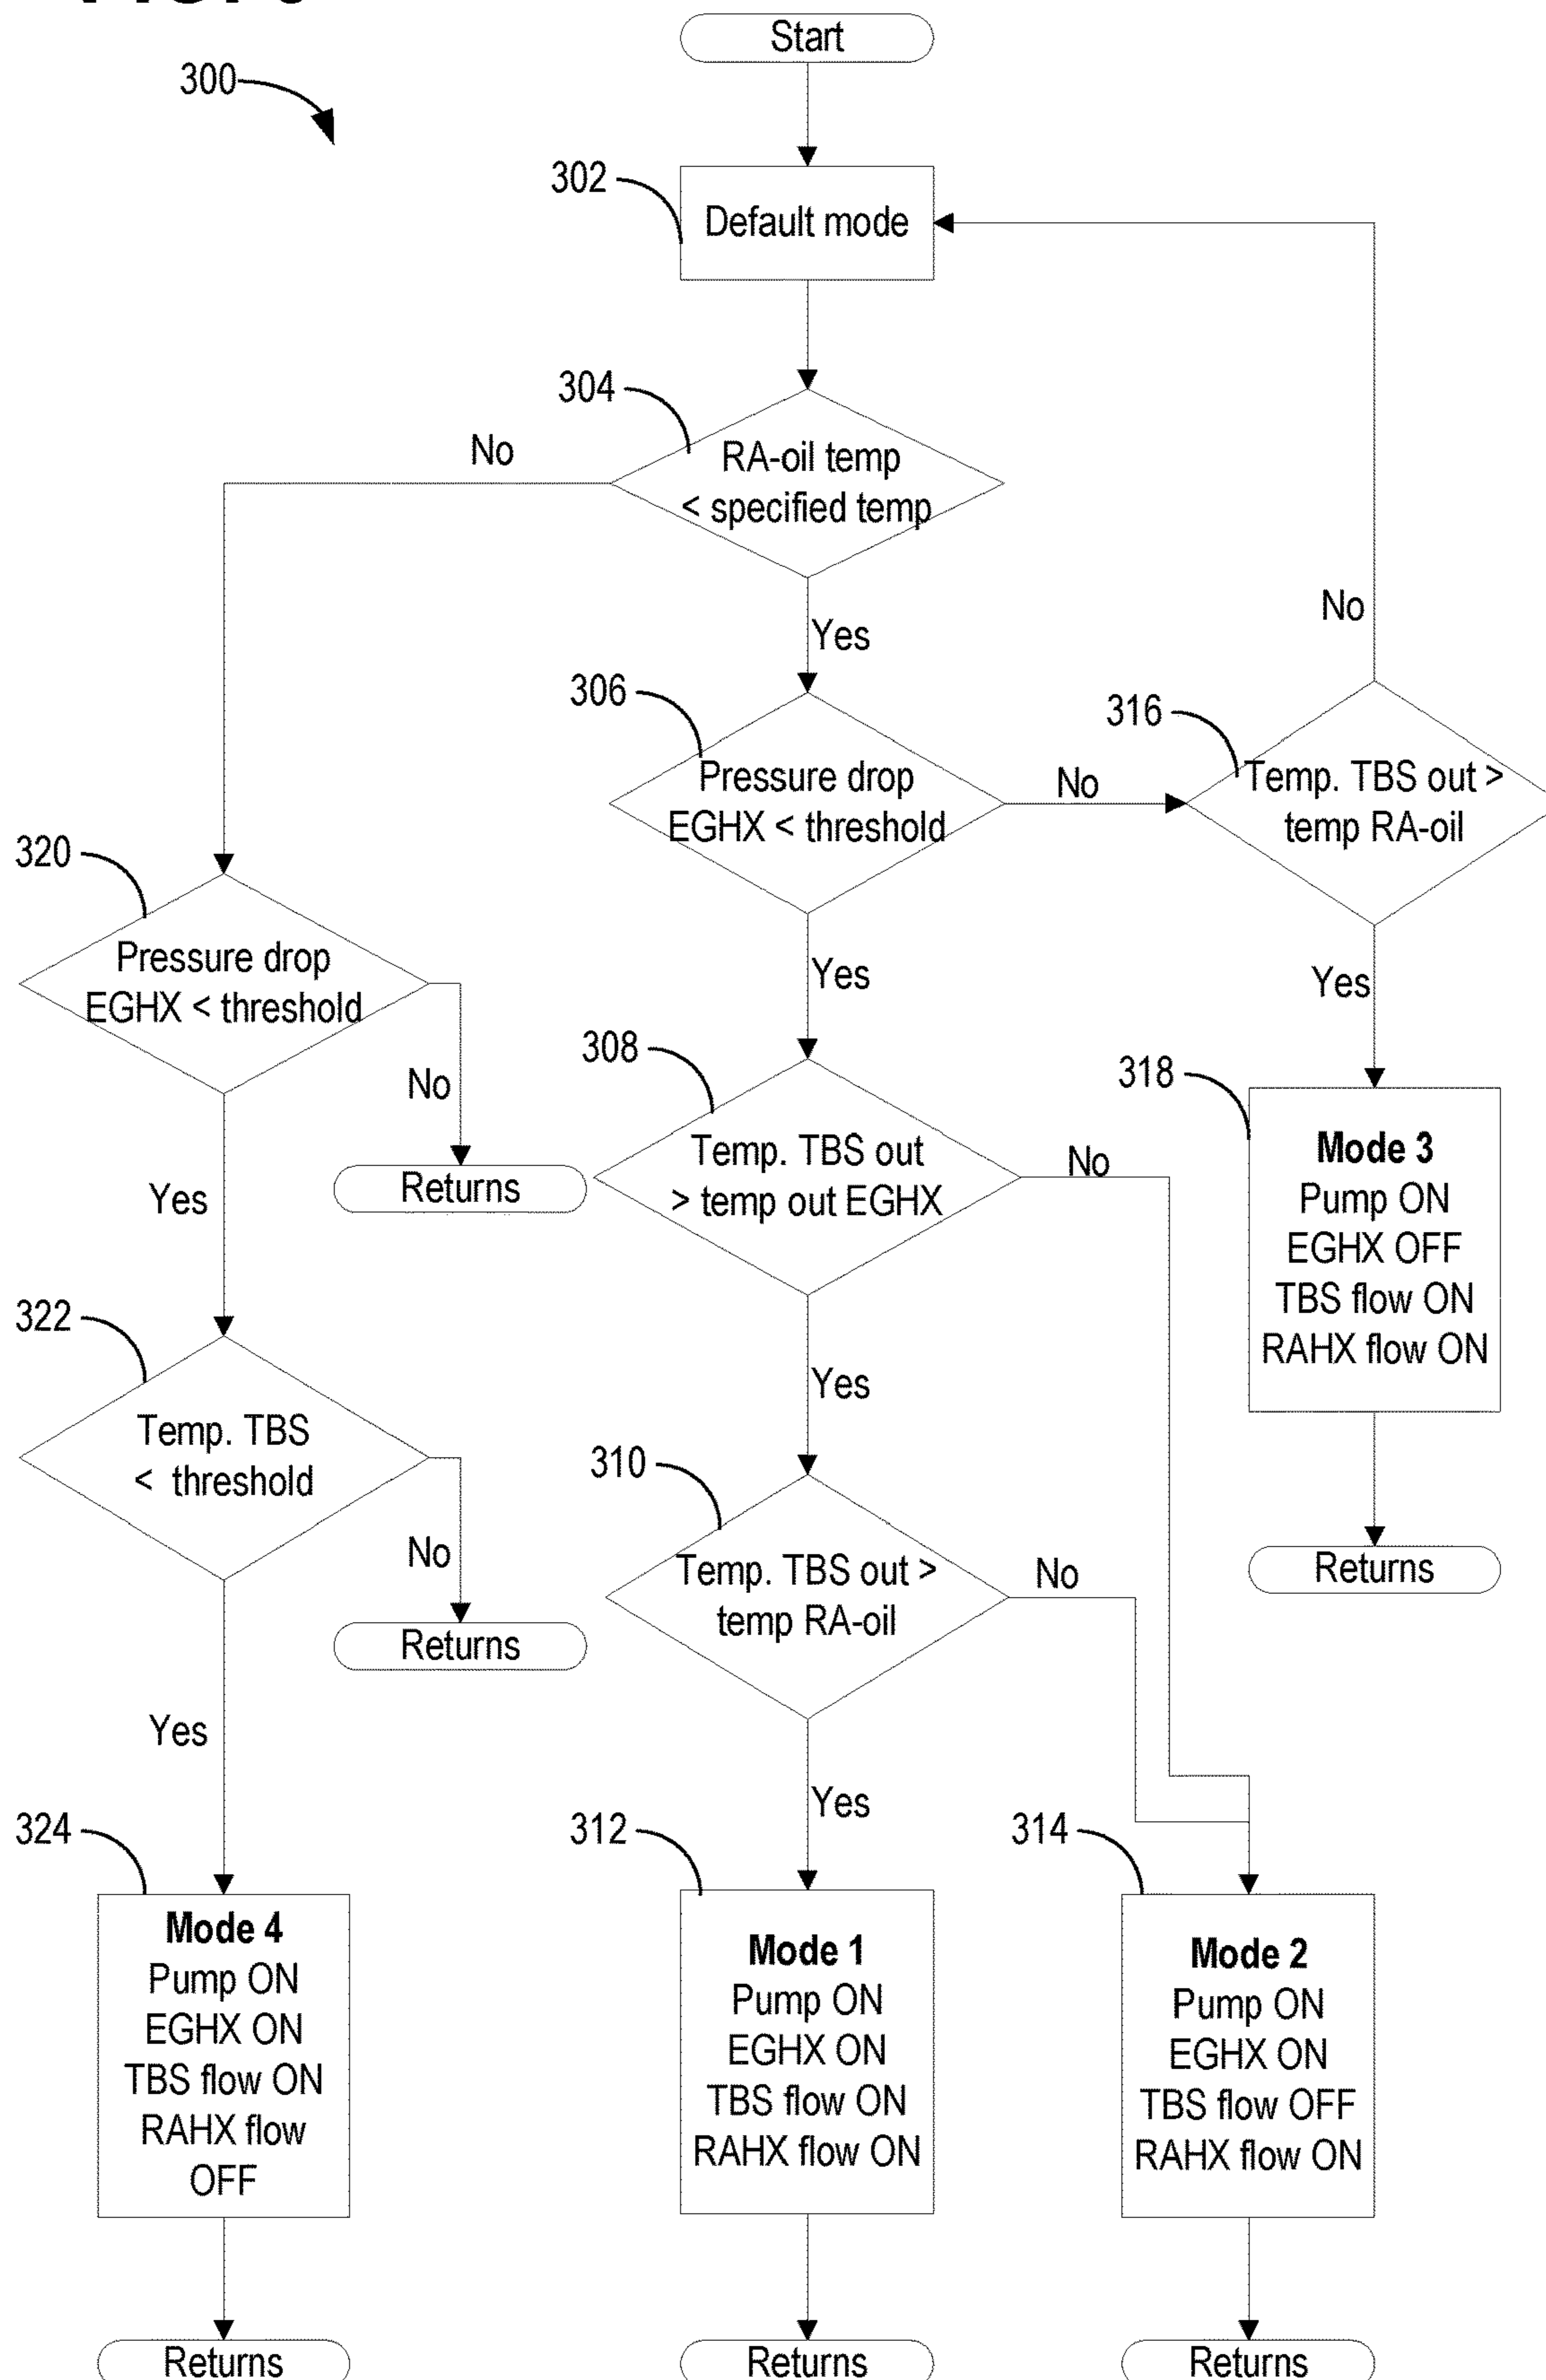 Start
300
302
Default mode
304
No
RA-oil temp
< specified temp
Yes
No
306
316
Pressure drop
EGHX < threshold
No
Temp. TBS out >
temp RA-oil
320
Pressure drop
EGHX < threshold
Yes
Yes
308
318
No
Temp. TBS out
> temp out EGHX
No
Mode 3
Pump ON
EGHX OFF
TBS flow ON
RAHX flow ON
Yes
Returns
322
Yes
Temp. TBS
< threshold
310
No
Temp. TBS out >
temp RA-oil
No
Returns
Returns
Yes
Yes
324
312
314
Mode 4
Pump ON
EGHX ON
TBS flow ON
RAHX flow
OFF
Mode 1
Pump ON
EGHX ON
TBS flow ON
RAHX flow ON
Mode 2
Pump ON
EGHX ON
TBS flow OFF
RAHX flow ON
Returns
Returns
Returns